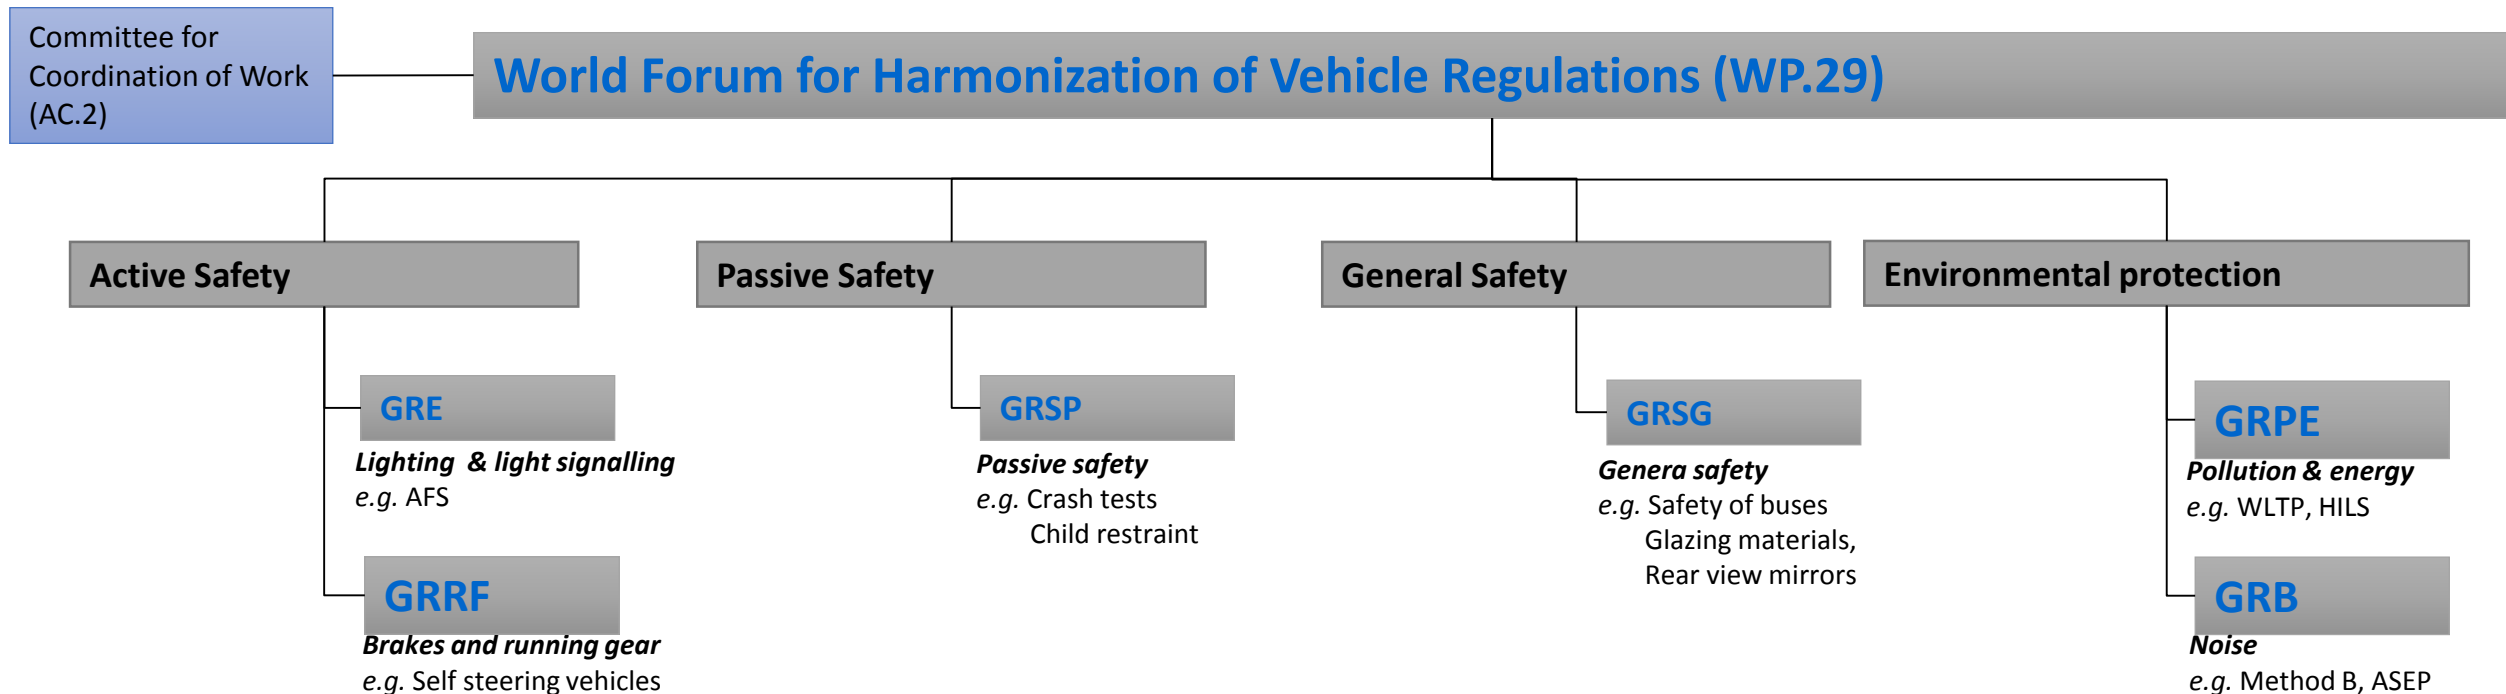 Committee for
Coordination of Work
(AC.2)
World Forum for Harmonization of Vehicle Regulations (WP.29)
Active Safety
Passive Safety
General Safety
Environmental protection
GRE
Lighting & light signalling
e.g. AFS
GRRF
Brakes and running gear
e.g. Self steering vehicles
GRSP
Passive safety
e.g. Crash tests
Child restraint
GRSG
Genera safety
e.g. Safety of buses
Glazing materials,
Rear view mirrors
GRPE
Pollution & energy
e.g. WLTP, HILS
GRB
Noise
e.g. Method B, ASEP